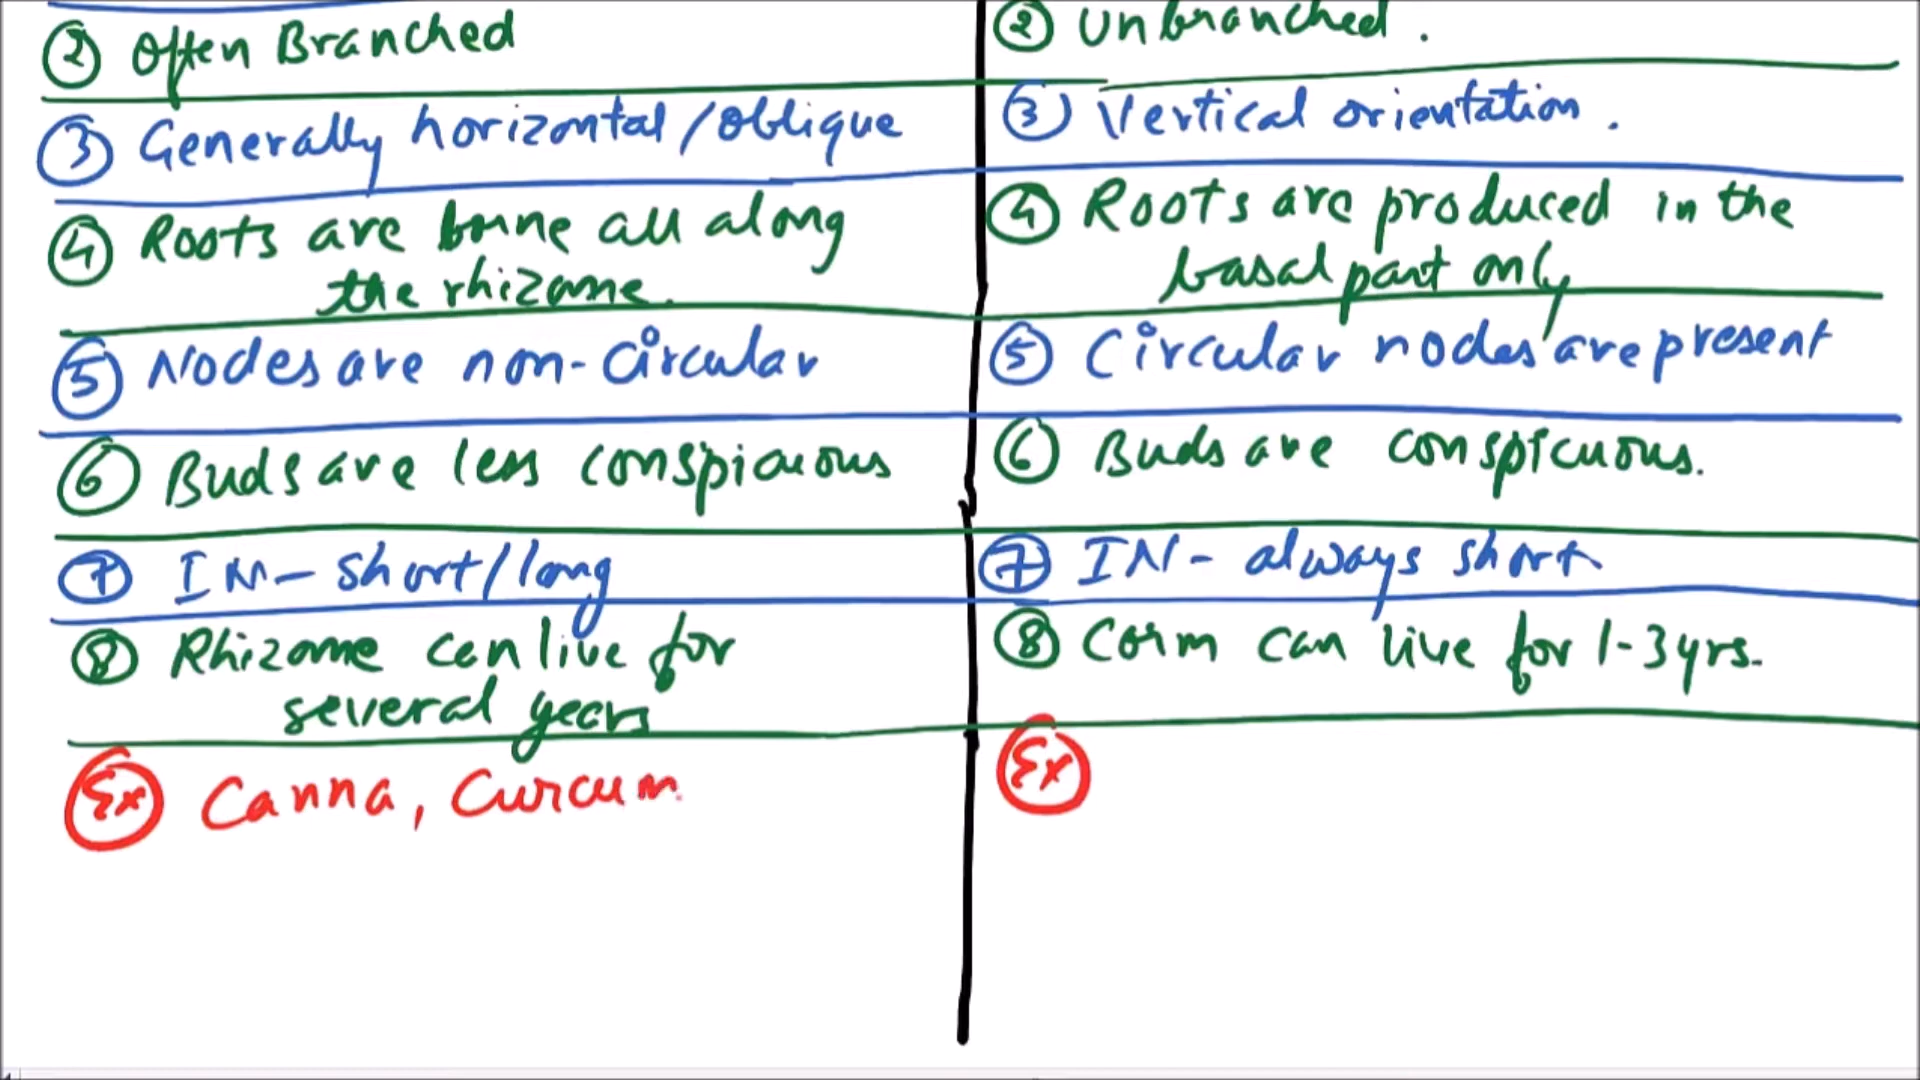 ② Often Branched
③ Generally horizontal/oblique
④ Roots are borne all along
the rhizome.
⑤ Nodes are non-Circular
⑥ Buds are less conspicuous
⑦ IN- short/long
⑧ Rhizome can live for
several years
Ex Canna, Curcum
② Unbranched.
③ Vertical orientation.
④ Roots are produced in the
basal part only
⑤ Circular nodes are present
⑥ Buds are conspicuous.
⑦ IN- always short
⑧ Corm can live for 1-3yrs.
Ex